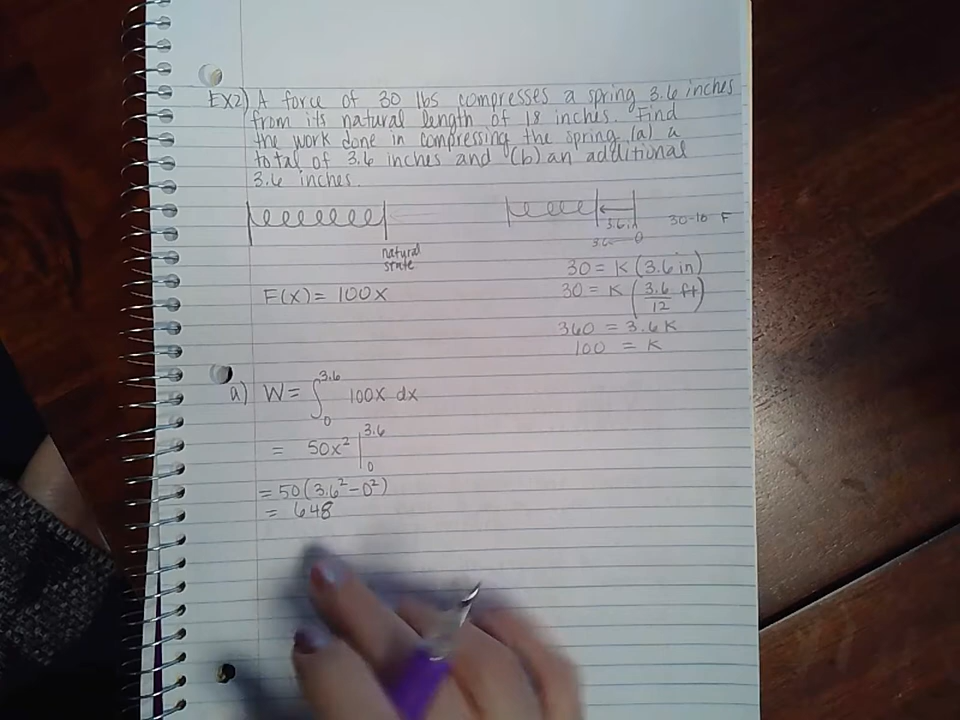 EX2) A force of 30 lbs compresses a spring 3.6 inches
from its natural length of 18 inches. Find
the work done in compressing the spring (a) a
total of 3.6 inches and (b) an additional
3.6 inches.
3.6 in
3.6 0
30-lb F
natural
state
30 = K (3.6 in)
F(x) = 100x
30 = K (3.6/12 ft)
360 = 3.6K
100 = K
a) W = ∫₀^3.6 100x dx
= 50x² |₀^3.6
= 50(3.6² - 0²)
= 648